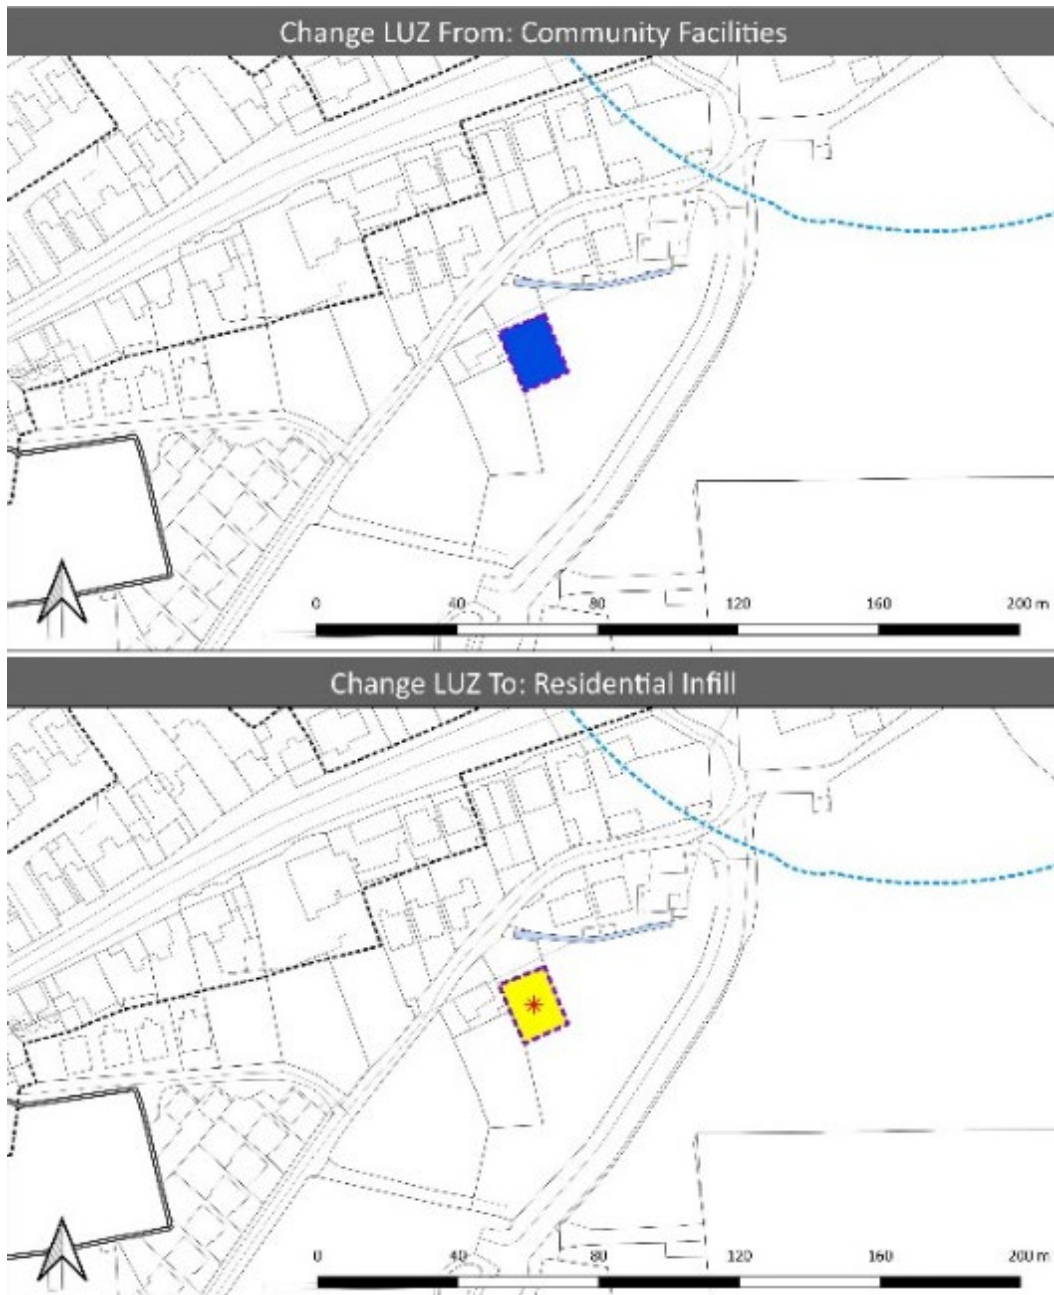 Change LUZ From: Community Facilities
0 40 80 120 160 200 m
Change LUZ To: Residential Infill
0 40 80 120 160 200 m